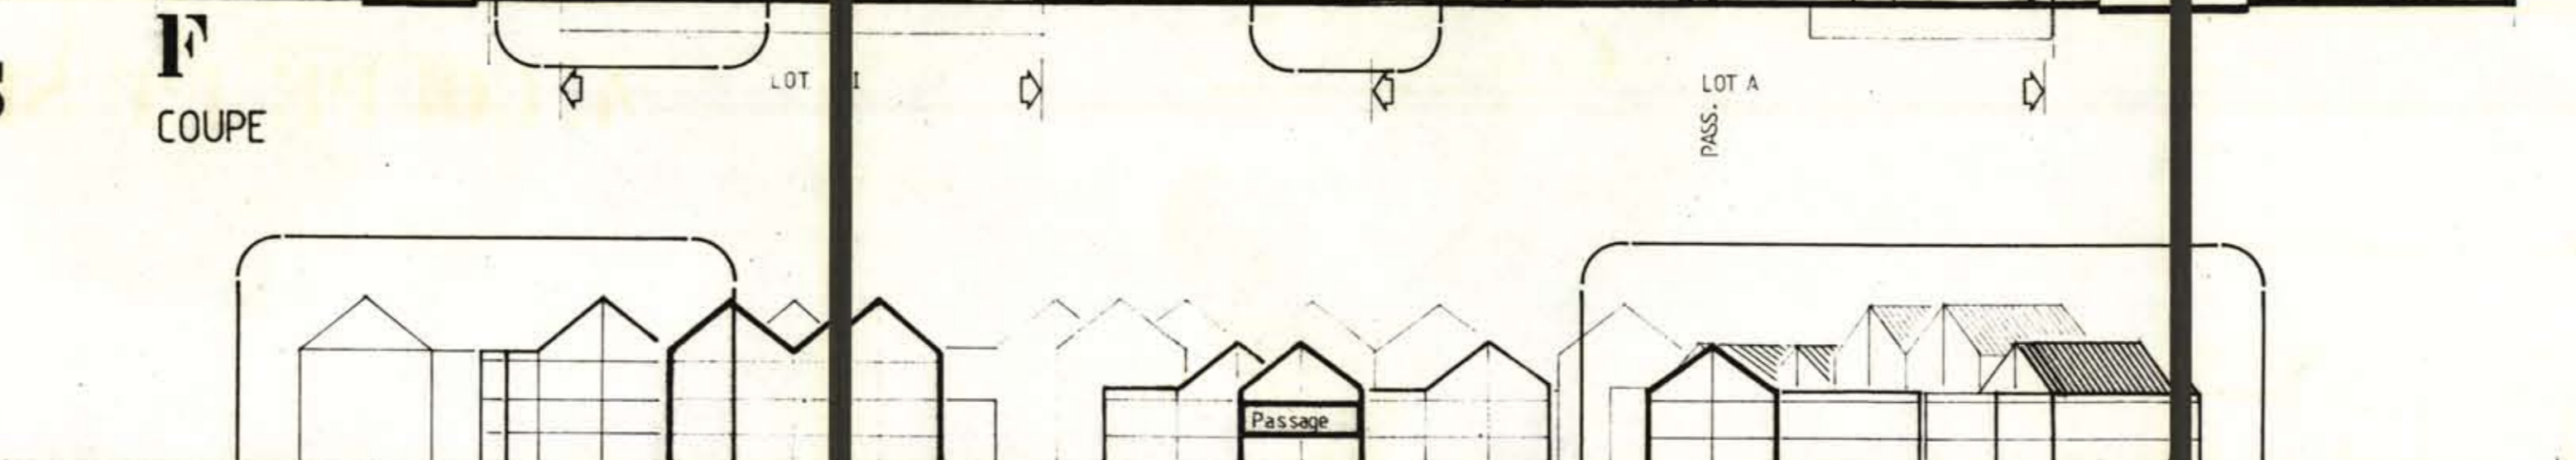 F
COUPE
LOT I
LOT A
PASS.
Passage